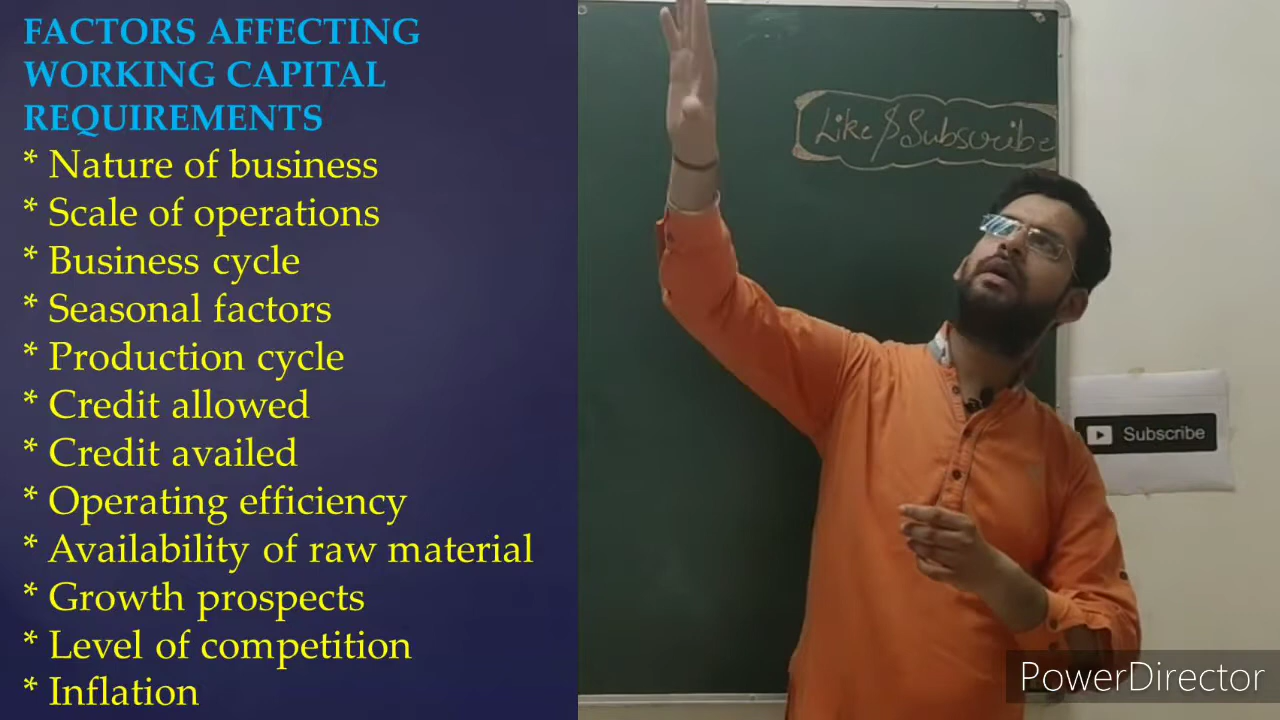 FACTORS AFFECTING
WORKING CAPITAL
REQUIREMENTS
* Nature of business
* Scale of operations
* Business cycle
* Seasonal factors
* Production cycle
* Credit allowed
* Credit availed
* Operating efficiency
* Availability of raw material
* Growth prospects
* Level of competition
* Inflation
Like & Subscribe
Subscribe
PowerDirector